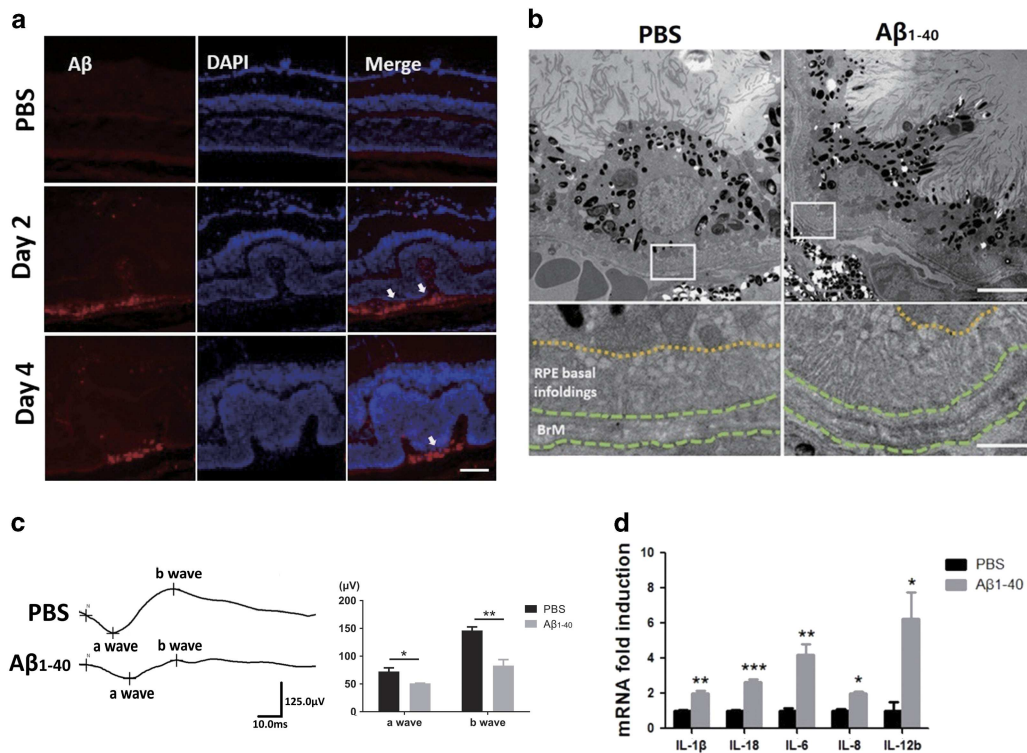 a
Aβ
DAPI
Merge
PBS
Day 2
Day 4
b
PBS
Aβ1-40
RPE basal
infoldings
BrM
c
PBS
b wave
a wave
Aβ1-40
b wave
a wave
125.0μV
10.0ms
(μV)
200
150
100
50
0
*
**
PBS
Aβ1-40
a wave
b wave
d
mRNA fold induction
10
8
6
4
2
0
**
***
**
*
*
PBS
Aβ1-40
IL-1β
IL-18
IL-6
IL-8
IL-12b